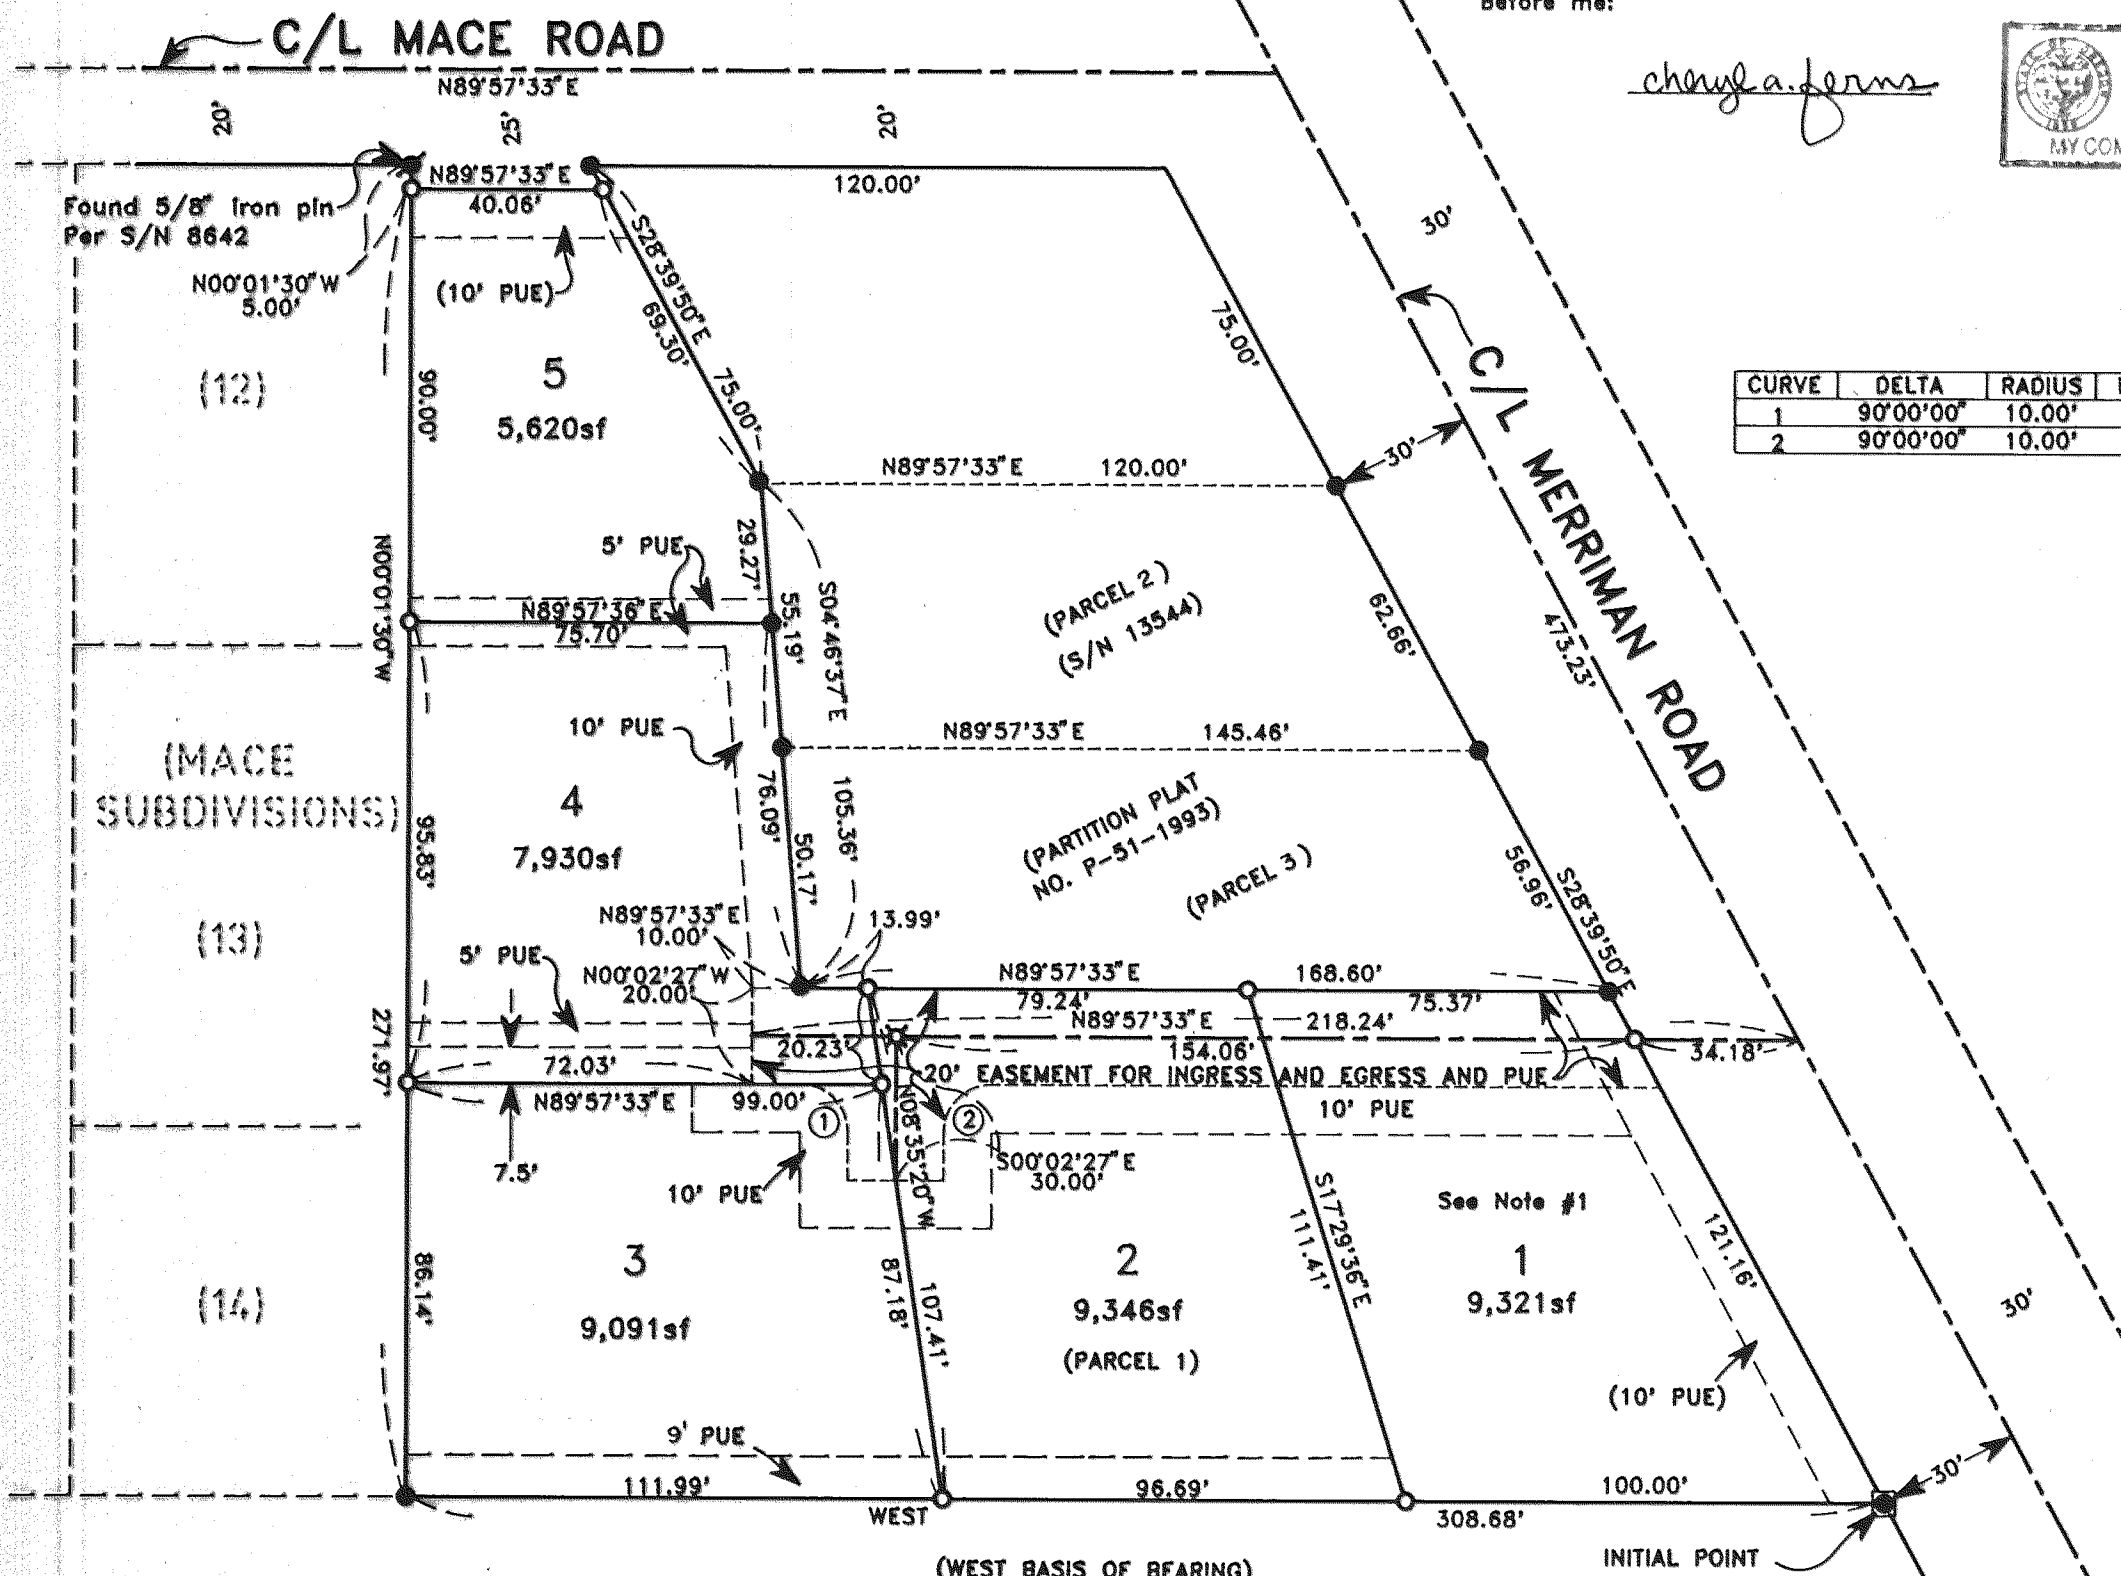 Before me:
C/L MACE ROAD
N89°57'33"E
cheryl a. ferns
MY COM
20'
25'
20'
N89°57'33"E
40.06'
120.00'
Found 5/8" iron pin
Per S/N 8642
N00°01'30"W
5.00'
(10' PUE)
S28°39'50"E
69.30'
75.00'
75.00'
30'
C/L MERRIMAN ROAD
CURVE DELTA RADIUS
1 90°00'00" 10.00'
2 90°00'00" 10.00'
(12)
90.00'
5
5,620sf
N89°57'33"E 120.00'
30'
29.27'
5' PUE
N89°57'36"E
75.70'
N00°01'30"W
55.19'
S04°46'37"E
(PARCEL 2)
(S/N 13544)
62.66'
473.23'
10' PUE
N89°57'33"E 145.46'
(MACE
SUBDIVISIONS)
4
7,930sf
95.83'
76.09'
105.36'
50.17'
(PARTITION PLAT
NO. P-51-1993)
(PARCEL 3)
56.96'
S28°39'50"E
(13)
N89°57'33"E
10.00'
13.99'
5' PUE
N00°02'27"W
20.00'
N89°57'33"E 168.60'
79.24'
75.37'
N89°57'33"E 218.24'
271.97'
72.03'
20.23'
154.06'
34.18'
20' EASEMENT FOR INGRESS AND EGRESS AND PUE
N89°57'33"E 99.00'
1
2
10' PUE
N08°35'20"W
7.5'
10' PUE
S00°02'27"E
30.00'
S17°29'36"E
111.41'
See Note #1
121.16'
(14)
86.14'
3
9,091sf
87.18'
107.41'
2
9,346sf
(PARCEL 1)
1
9,321sf
30'
(10' PUE)
9' PUE
30'
111.99'
96.69'
100.00'
WEST
308.68'
INITIAL POINT
(WEST BASIS OF BEARING)